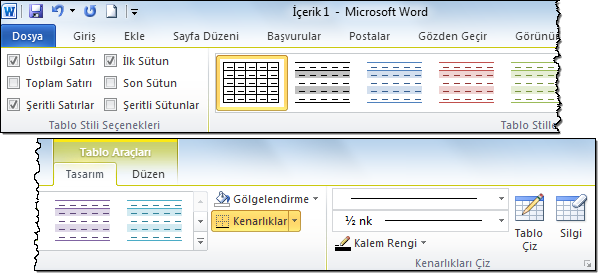 İçerik1 - Microsoft Word
Dosya Giriş Ekle Sayfa Düzeni Başvurular Postalar Gözden Geçir Görünü
Üstbilgi Satırı İlk Sütun
Toplam Satırı Son Sütun
Şeritli Satırlar Şeritli Sütunlar
Tablo Stili Seçenekleri Tablo Stille
Tablo Araçları
Tasarım Düzen
Gölgelendirme
Kenarlıklar ½ nk
Tablo Çiz Silgi
Kalem Rengi
Kenarlıkları Çiz